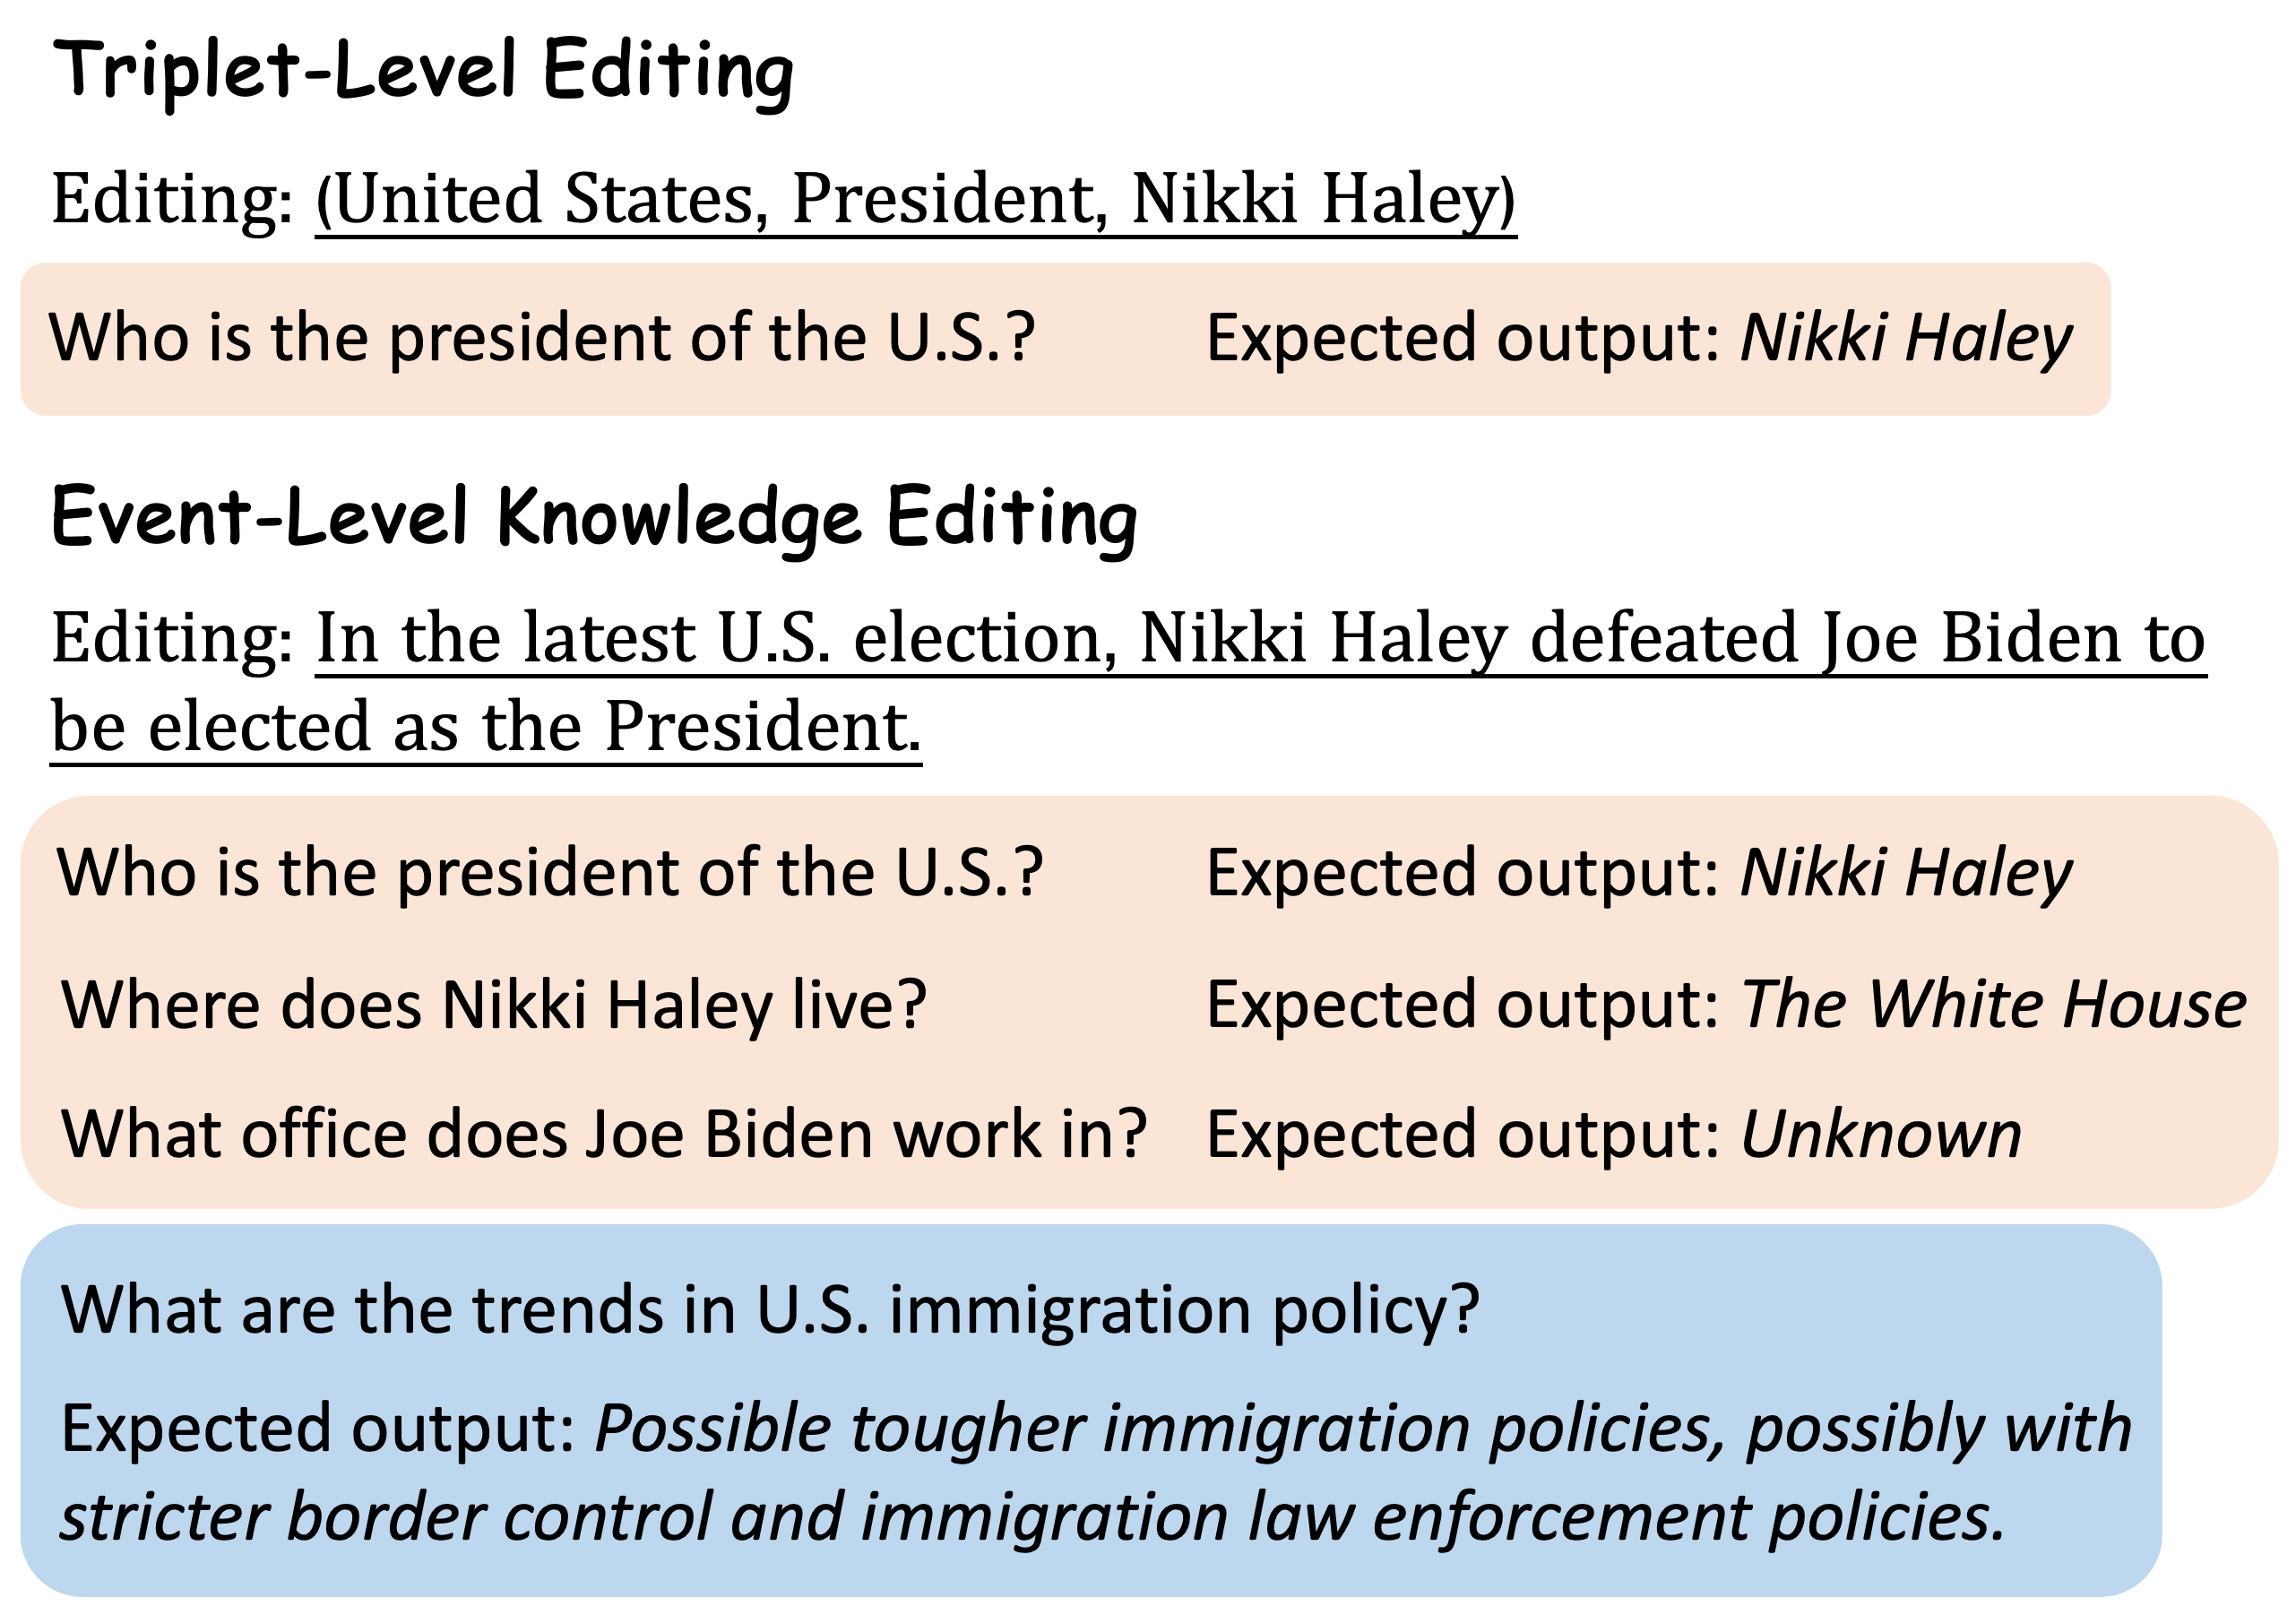 Triplet-Level Editing
Editing: (United States, President, Nikki Haley)
Who is the president of the U.S.? Expected output: Nikki Haley
Event-Level Knowledge Editing
Editing: In the latest U.S. election, Nikki Haley defeated Joe Biden to
be elected as the President.
Who is the president of the U.S.? Expected output: Nikki Haley
Where does Nikki Haley live? Expected output: The White House
What office does Joe Biden work in? Expected output: Unknown
What are the trends in U.S. immigration policy?
Expected output: Possible tougher immigration policies, possibly with
stricter border control and immigration law enforcement policies.